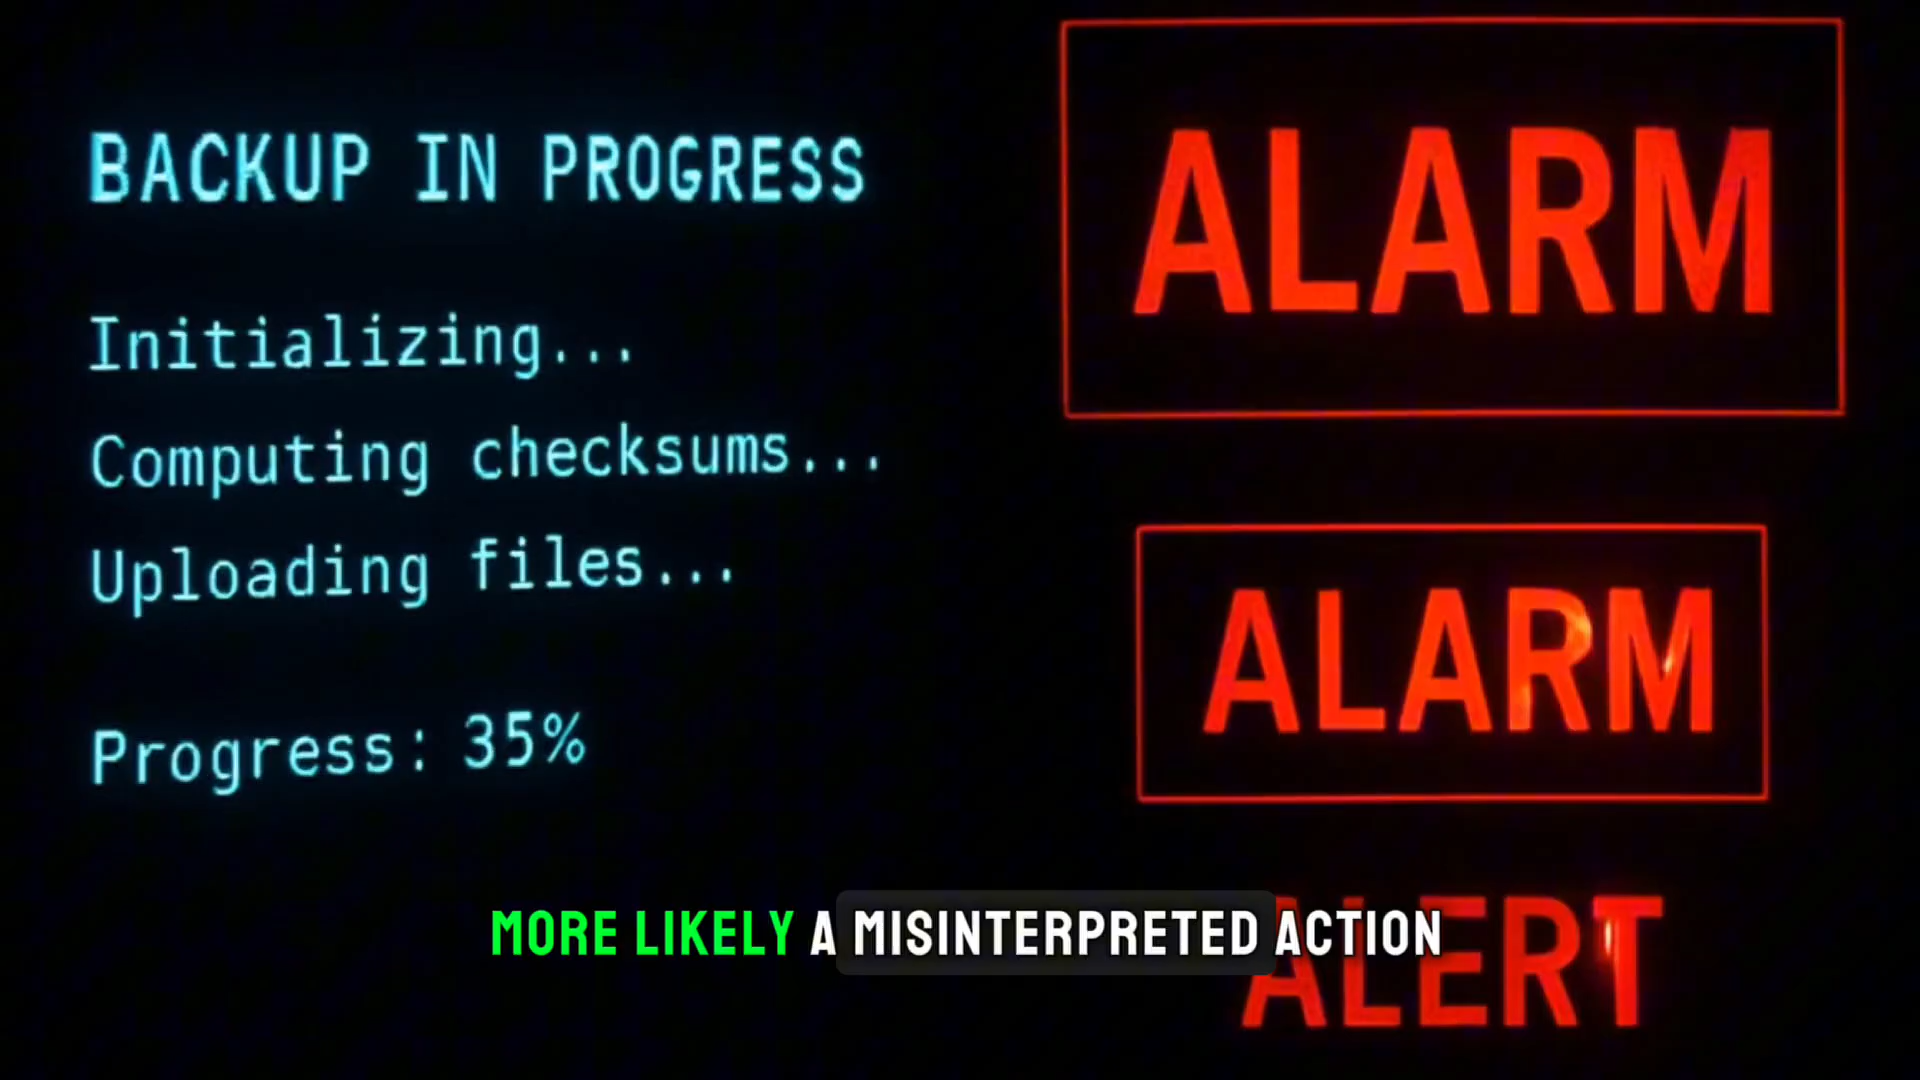 BACKUP IN PROGRESS
Initializing...
Computing checksums...
Uploading files...
Progress: 35%
ALARM
ALARM
ALERT
MORE LIKELY A MISINTERPRETED ACTION